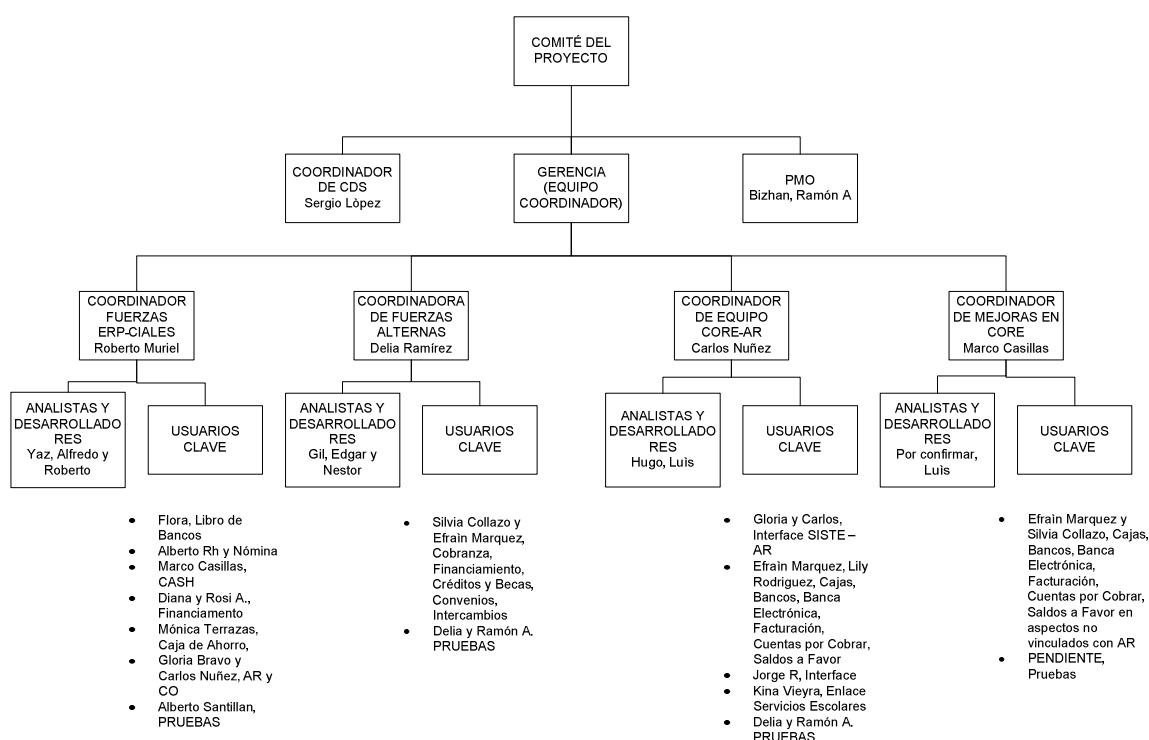 COMITÉ DEL
PROYECTO
COORDINADOR
DE CDS
Sergio Lòpez
GERENCIA
(EQUIPO
COORDINADOR)
PMO
Bizhan, Ramón A
COORDINADOR
FUERZAS
ERP-CIALES
Roberto Muriel
COORDINADORA
DE FUERZAS
ALTERNAS
Delia Ramírez
COORDINADOR
DE EQUIPO
CORE-AR
Carlos Nuñez
COORDINADOR
DE MEJORAS EN
CORE
Marco Casillas
ANALISTAS Y
DESARROLLADO
RES
Yaz, Alfredo y
Roberto
USUARIOS
CLAVE
ANALISTAS Y
DESARROLLADO
RES
Gil, Edgar y
Nestor
USUARIOS
CLAVE
ANALISTAS Y
DESARROLLADO
RES
Hugo, Luìs
USUARIOS
CLAVE
ANALISTAS Y
DESARROLLADO
RES
Por confirmar,
Luìs
USUARIOS
CLAVE
• Flora, Libro de
Bancos
• Alberto Rh y Nómina
• Marco Casillas,
CASH
• Diana y Rosi A.,
Financiamento
• Mónica Terrazas,
Caja de Ahorro,
• Gloria Bravo y
Carlos Nuñez, AR y
CO
• Alberto Santillan,
PRUEBAS
• Silvia Collazo y
Efraìn Marquez,
Cobranza,
Financiamiento,
Créditos y Becas,
Convenios,
Intercambios
• Delia y Ramón A.
PRUEBAS
• Gloria y Carlos,
Interface SISTE –
AR
• Efraìn Marquez, Lily
Rodriguez, Cajas,
Bancos, Banca
Electrónica,
Facturación,
Cuentas por Cobrar,
Saldos a Favor
• Jorge R, Interface
• Kina Vieyra, Enlace
Servicios Escolares
• Delia y Ramón A.
PRUEBAS
• Efraìn Marquez y
Silvia Collazo, Cajas,
Bancos, Banca
Electrónica,
Facturación,
Cuentas por Cobrar,
Saldos a Favor en
aspectos no
vinculados con AR
• PENDIENTE,
Pruebas